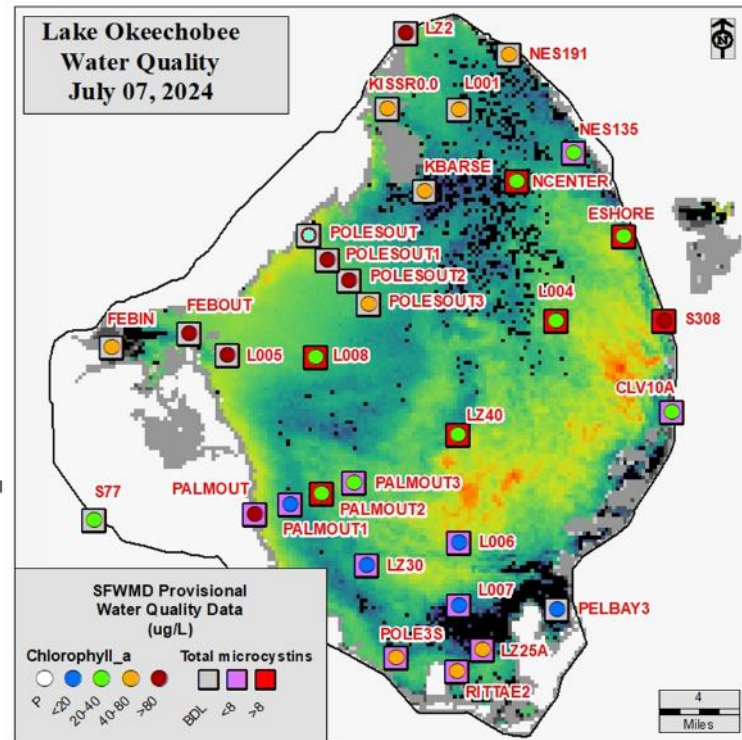 Lake Okeechobee
Water Quality
July 07, 2024
N
LZ2
NES191
KISSR0.0
L001
NES135
KBARSE
NCENTER
ESHORE
POLESOUT
POLESOUT1
POLESOUT2
POLESOUT3
L004
S308
FEBIN
FEBOUT
L005
L008
CLV10A
LZ40
S77
PALMOUT
PALMOUT3
PALMOUT2
PALMOUT1
L006
LZ30
L007
PELBAY3
POLE3S
LZ25A
RITTAE2
SFWMD Provisional
Water Quality Data
(ug/L)
Chlorophyll_a Total microcystins
P <20 20-40 40-80 >80 BDL <8 >8
4
Miles